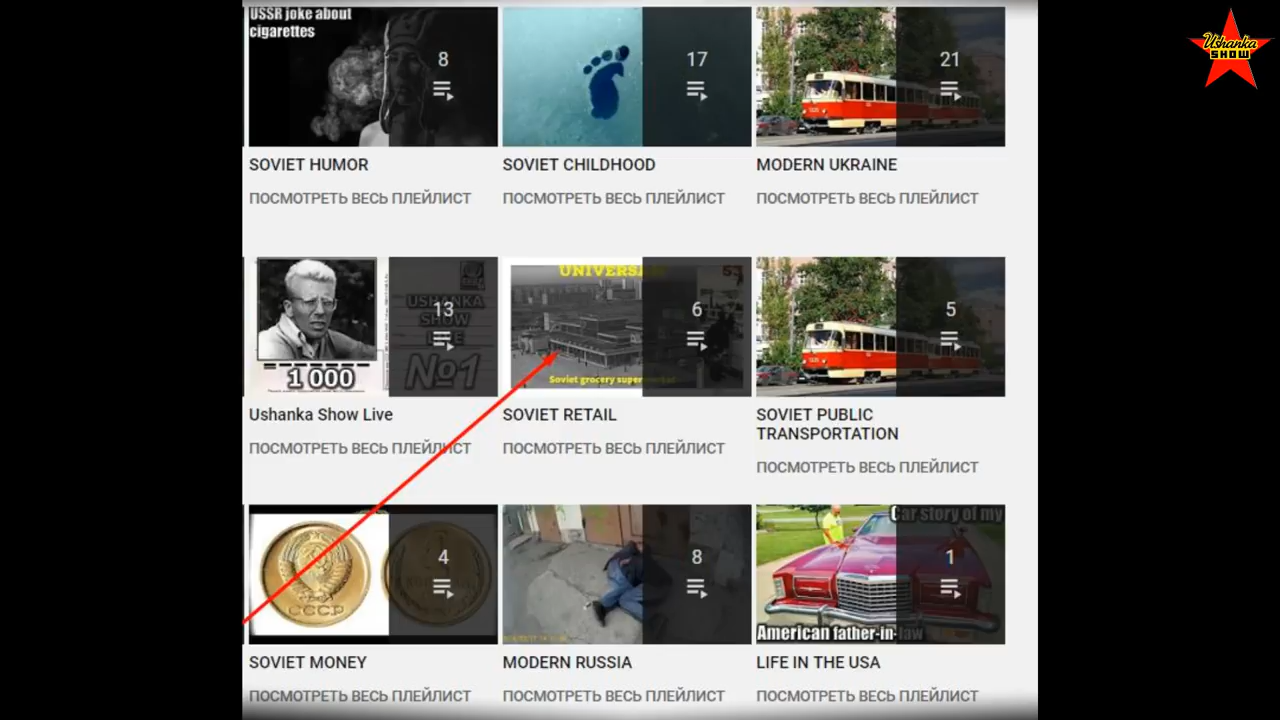 USSR joke about
cigarettes
8
17
21
Ushanka
SHOW
SOVIET HUMOR
SOVIET CHILDHOOD
MODERN UKRAINE
ПОСМОТРЕТЬ ВЕСЬ ПЛЕЙЛИСТ
ПОСМОТРЕТЬ ВЕСЬ ПЛЕЙЛИСТ
ПОСМОТРЕТЬ ВЕСЬ ПЛЕЙЛИСТ
1 000
USHANKA
SHOW
LIVE
№1
13
UNIVERSA
53
Soviet grocery supermarket
6
5
Ushanka Show Live
SOVIET RETAIL
SOVIET PUBLIC
TRANSPORTATION
ПОСМОТРЕТЬ ВЕСЬ ПЛЕЙЛИСТ
ПОСМОТРЕТЬ ВЕСЬ ПЛЕЙЛИСТ
ПОСМОТРЕТЬ ВЕСЬ ПЛЕЙЛИСТ
СССР
4
8
Car story of my
1
American father-in-law
SOVIET MONEY
MODERN RUSSIA
LIFE IN THE USA
ПОСМОТРЕТЬ ВЕСЬ ПЛЕЙЛИСТ
ПОСМОТРЕТЬ ВЕСЬ ПЛЕЙЛИСТ
ПОСМОТРЕТЬ ВЕСЬ ПЛЕЙЛИСТ